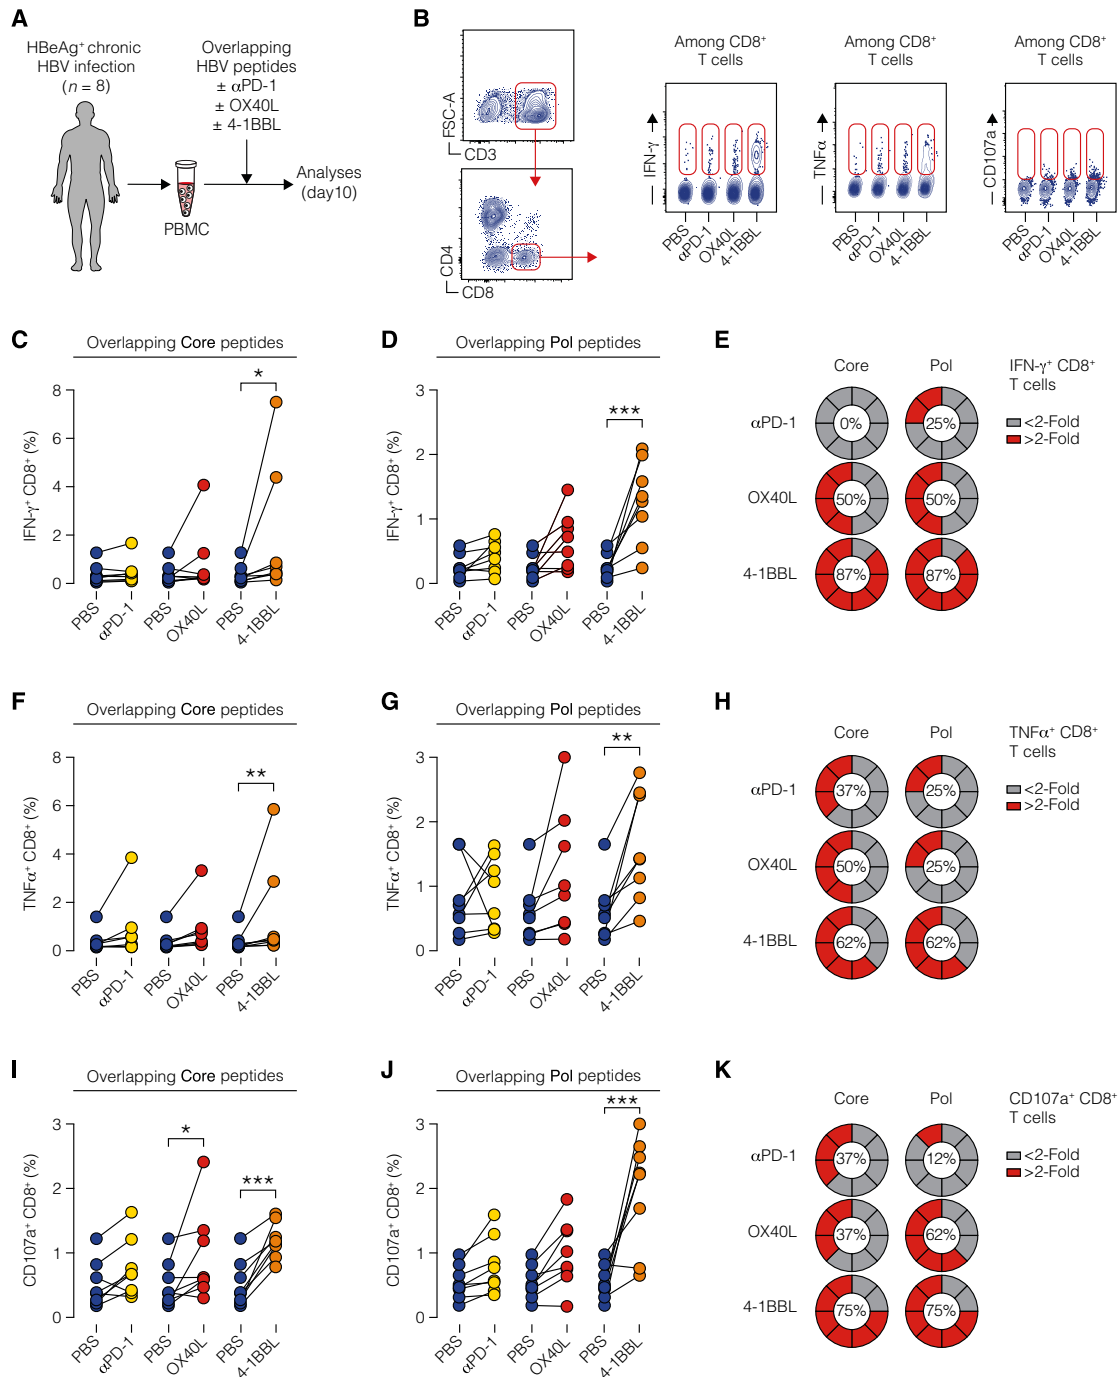 A
HBeAg⁺ chronic
HBV infection
(n = 8)
Overlapping
HBV peptides
± αPD-1
± OX40L
± 4-1BBL
PBMC
Analyses
(day10)
B
FSC-A
CD3
CD4
CD8
Among CD8⁺
T cells
IFN-γ
PBS
αPD-1
OX40L
4-1BBL
Among CD8⁺
T cells
TNFα
PBS
αPD-1
OX40L
4-1BBL
Among CD8⁺
T cells
CD107a
PBS
αPD-1
OX40L
4-1BBL
C
Overlapping Core peptides
IFN-γ⁺ CD8⁺ (%)
8
6
4
2
0
*
PBS
αPD-1
PBS
OX40L
PBS
4-1BBL
D
Overlapping Pol peptides
IFN-γ⁺ CD8⁺ (%)
3
2
1
0
***
PBS
αPD-1
PBS
OX40L
PBS
4-1BBL
E
Core
Pol
IFN-γ⁺ CD8⁺
T cells
<2-Fold
>2-Fold
αPD-1
0%
25%
OX40L
50%
50%
4-1BBL
87%
87%
F
Overlapping Core peptides
TNFα⁺ CD8⁺ (%)
8
6
4
2
0
**
PBS
αPD-1
PBS
OX40L
PBS
4-1BBL
G
Overlapping Pol peptides
TNFα⁺ CD8⁺ (%)
3
2
1
0
**
PBS
αPD-1
PBS
OX40L
PBS
4-1BBL
H
Core
Pol
TNFα⁺ CD8⁺
T cells
<2-Fold
>2-Fold
αPD-1
37%
25%
OX40L
50%
25%
4-1BBL
62%
62%
I
Overlapping Core peptides
CD107a⁺ CD8⁺ (%)
3
2
1
0
*
***
PBS
αPD-1
PBS
OX40L
PBS
4-1BBL
J
Overlapping Pol peptides
CD107a⁺ CD8⁺ (%)
3
2
1
0
***
PBS
αPD-1
PBS
OX40L
PBS
4-1BBL
K
Core
Pol
CD107a⁺ CD8⁺
T cells
<2-Fold
>2-Fold
αPD-1
37%
12%
OX40L
37%
62%
4-1BBL
75%
75%